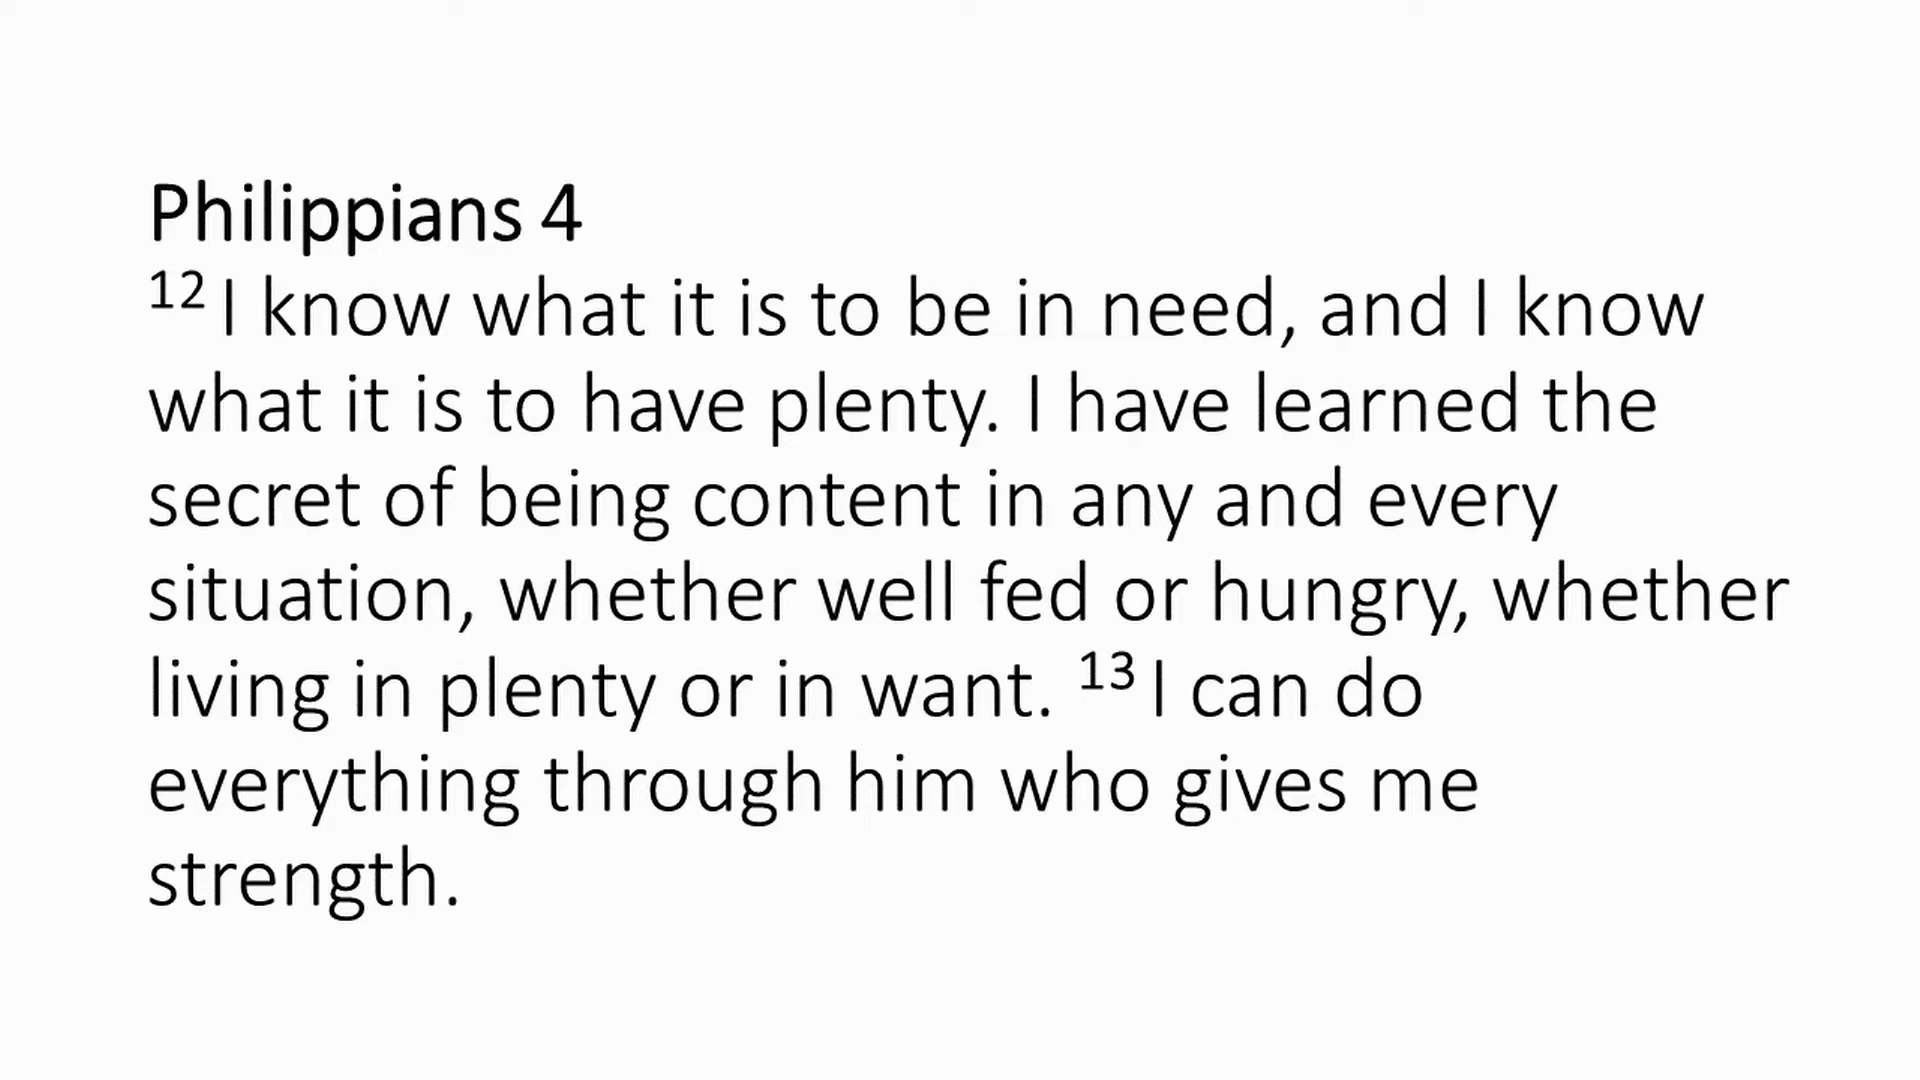 Philippians 4
12 I know what it is to be in need, and I know
what it is to have plenty. I have learned the
secret of being content in any and every
situation, whether well fed or hungry, whether
living in plenty or in want. 13 I can do
everything through him who gives me
strength.